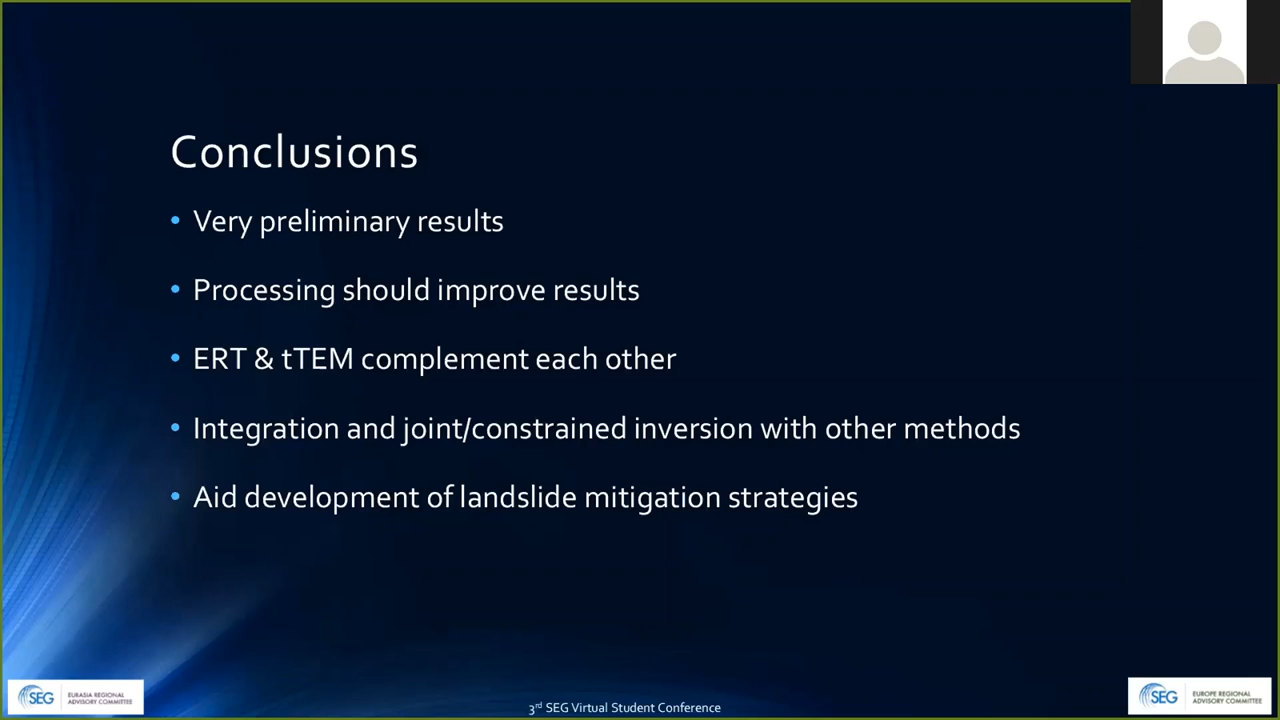 Conclusions
• Very preliminary results
• Processing should improve results
• ERT & tTEM complement each other
• Integration and joint/constrained inversion with other methods
• Aid development of landslide mitigation strategies
SEG
EURASIA REGIONAL
ADVISORY COMMITTEE
3rd SEG Virtual Student Conference
SEG
EUROPE REGIONAL
ADVISORY COMMITTEE